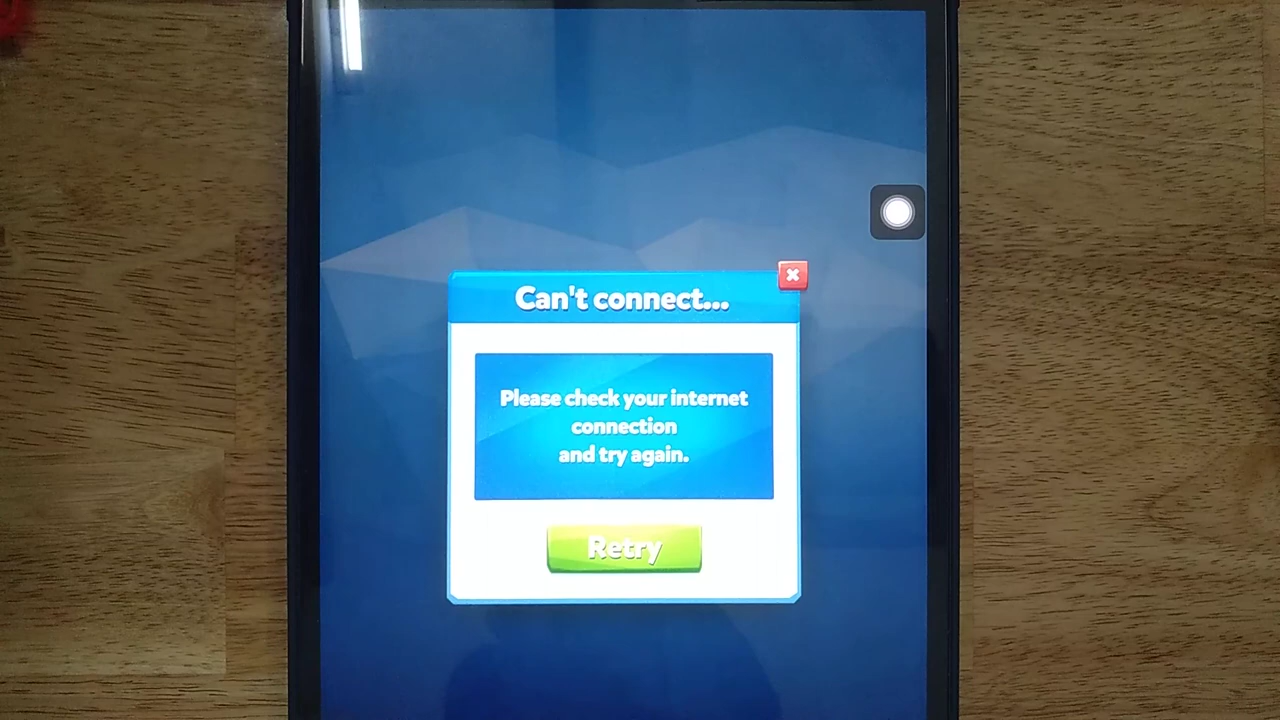 Can't connect...
Please check your internet
connection
and try again.
Retry